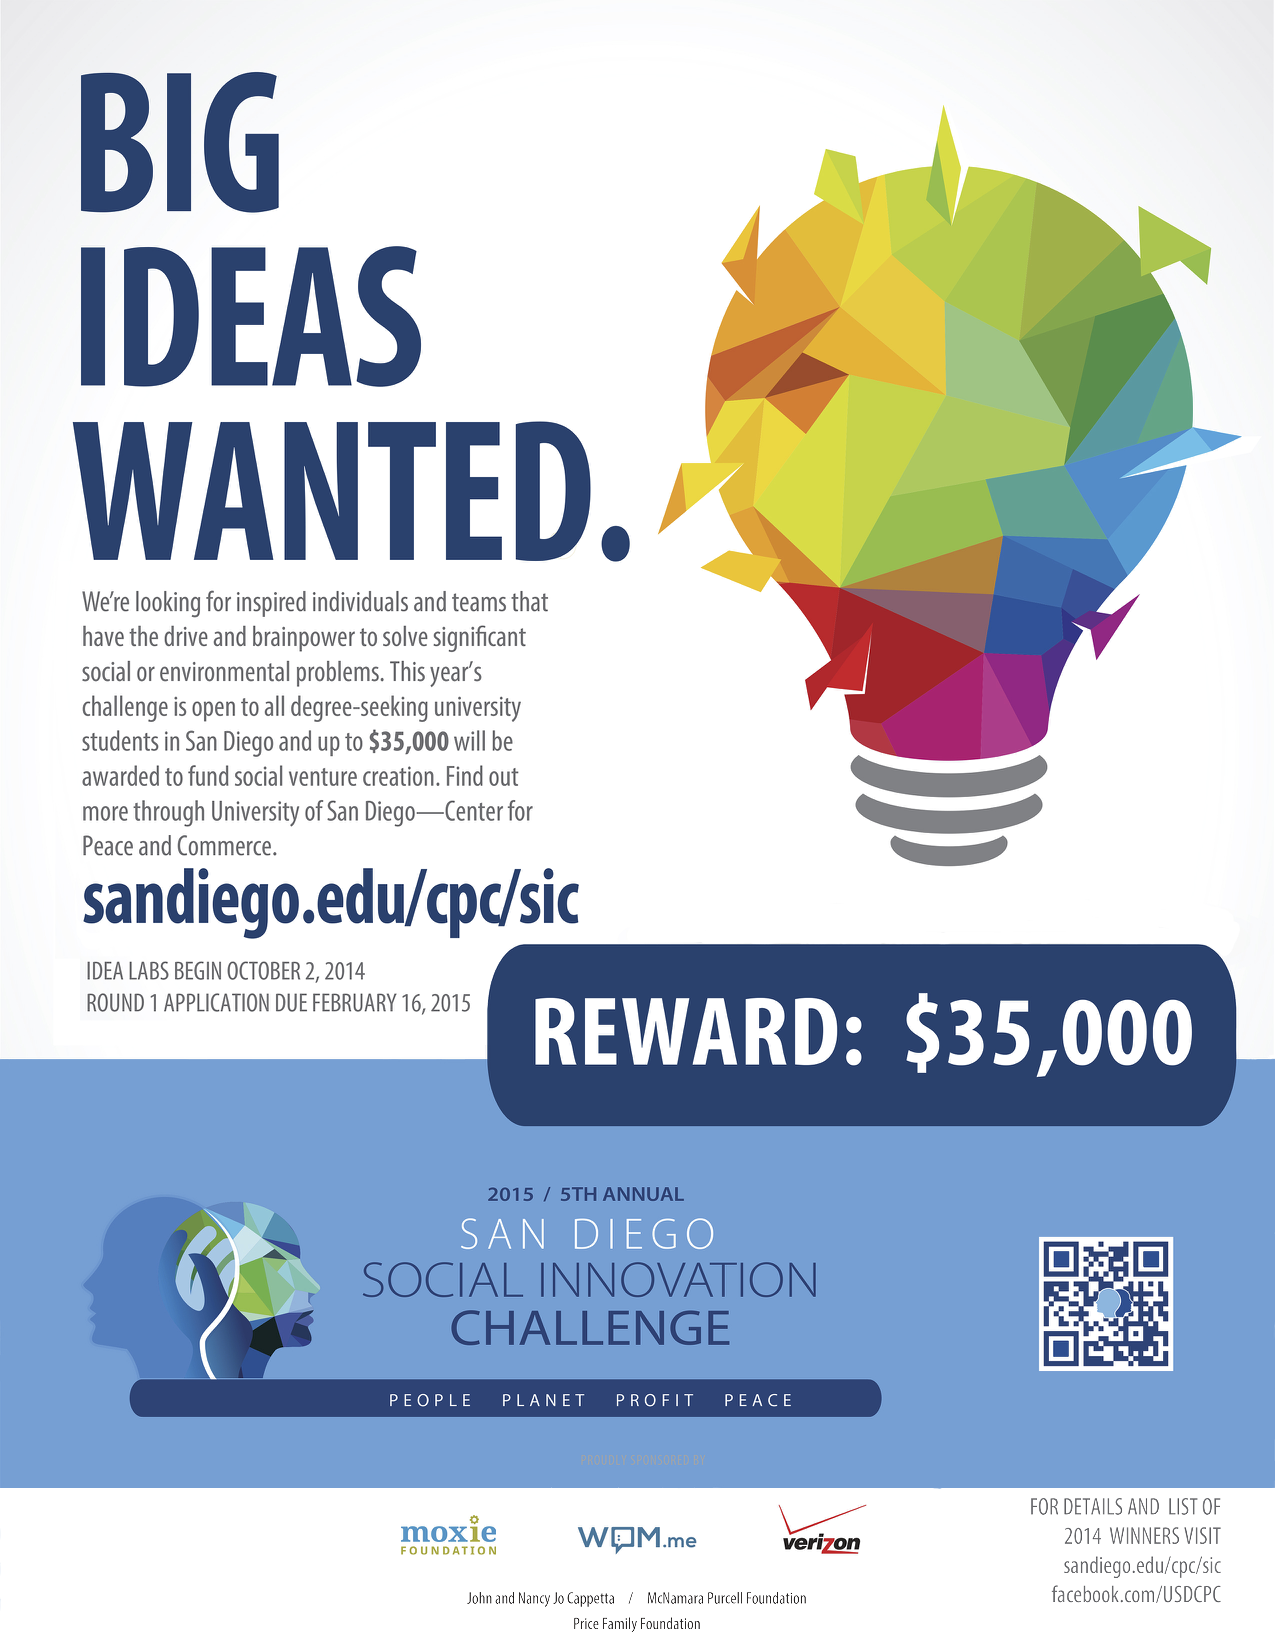 BIG
IDEAS
WANTED.
We're looking for inspired individuals and teams that
have the drive and brainpower to solve significant
social or environmental problems. This year's
challenge is open to all degree-seeking university
students in San Diego and up to $35,000 will be
awarded to fund social venture creation. Find out
more through University of San Diego—Center for
Peace and Commerce.
sandiego.edu/cpc/sic
IDEA LABS BEGIN OCTOBER 2, 2014
ROUND 1 APPLICATION DUE FEBRUARY 16, 2015
REWARD: $35,000
2015 / 5TH ANNUAL
SAN DIEGO
SOCIAL INNOVATION
CHALLENGE
PEOPLE PLANET PROFIT PEACE
PROUDLY SPONSORED BY
moxie
FOUNDATION
WOM.me
verizon
John and Nancy Jo Cappetta / McNamara Purcell Foundation
Price Family Foundation
FOR DETAILS AND LIST OF
2014 WINNERS VISIT
sandiego.edu/cpc/sic
facebook.com/USDCPC